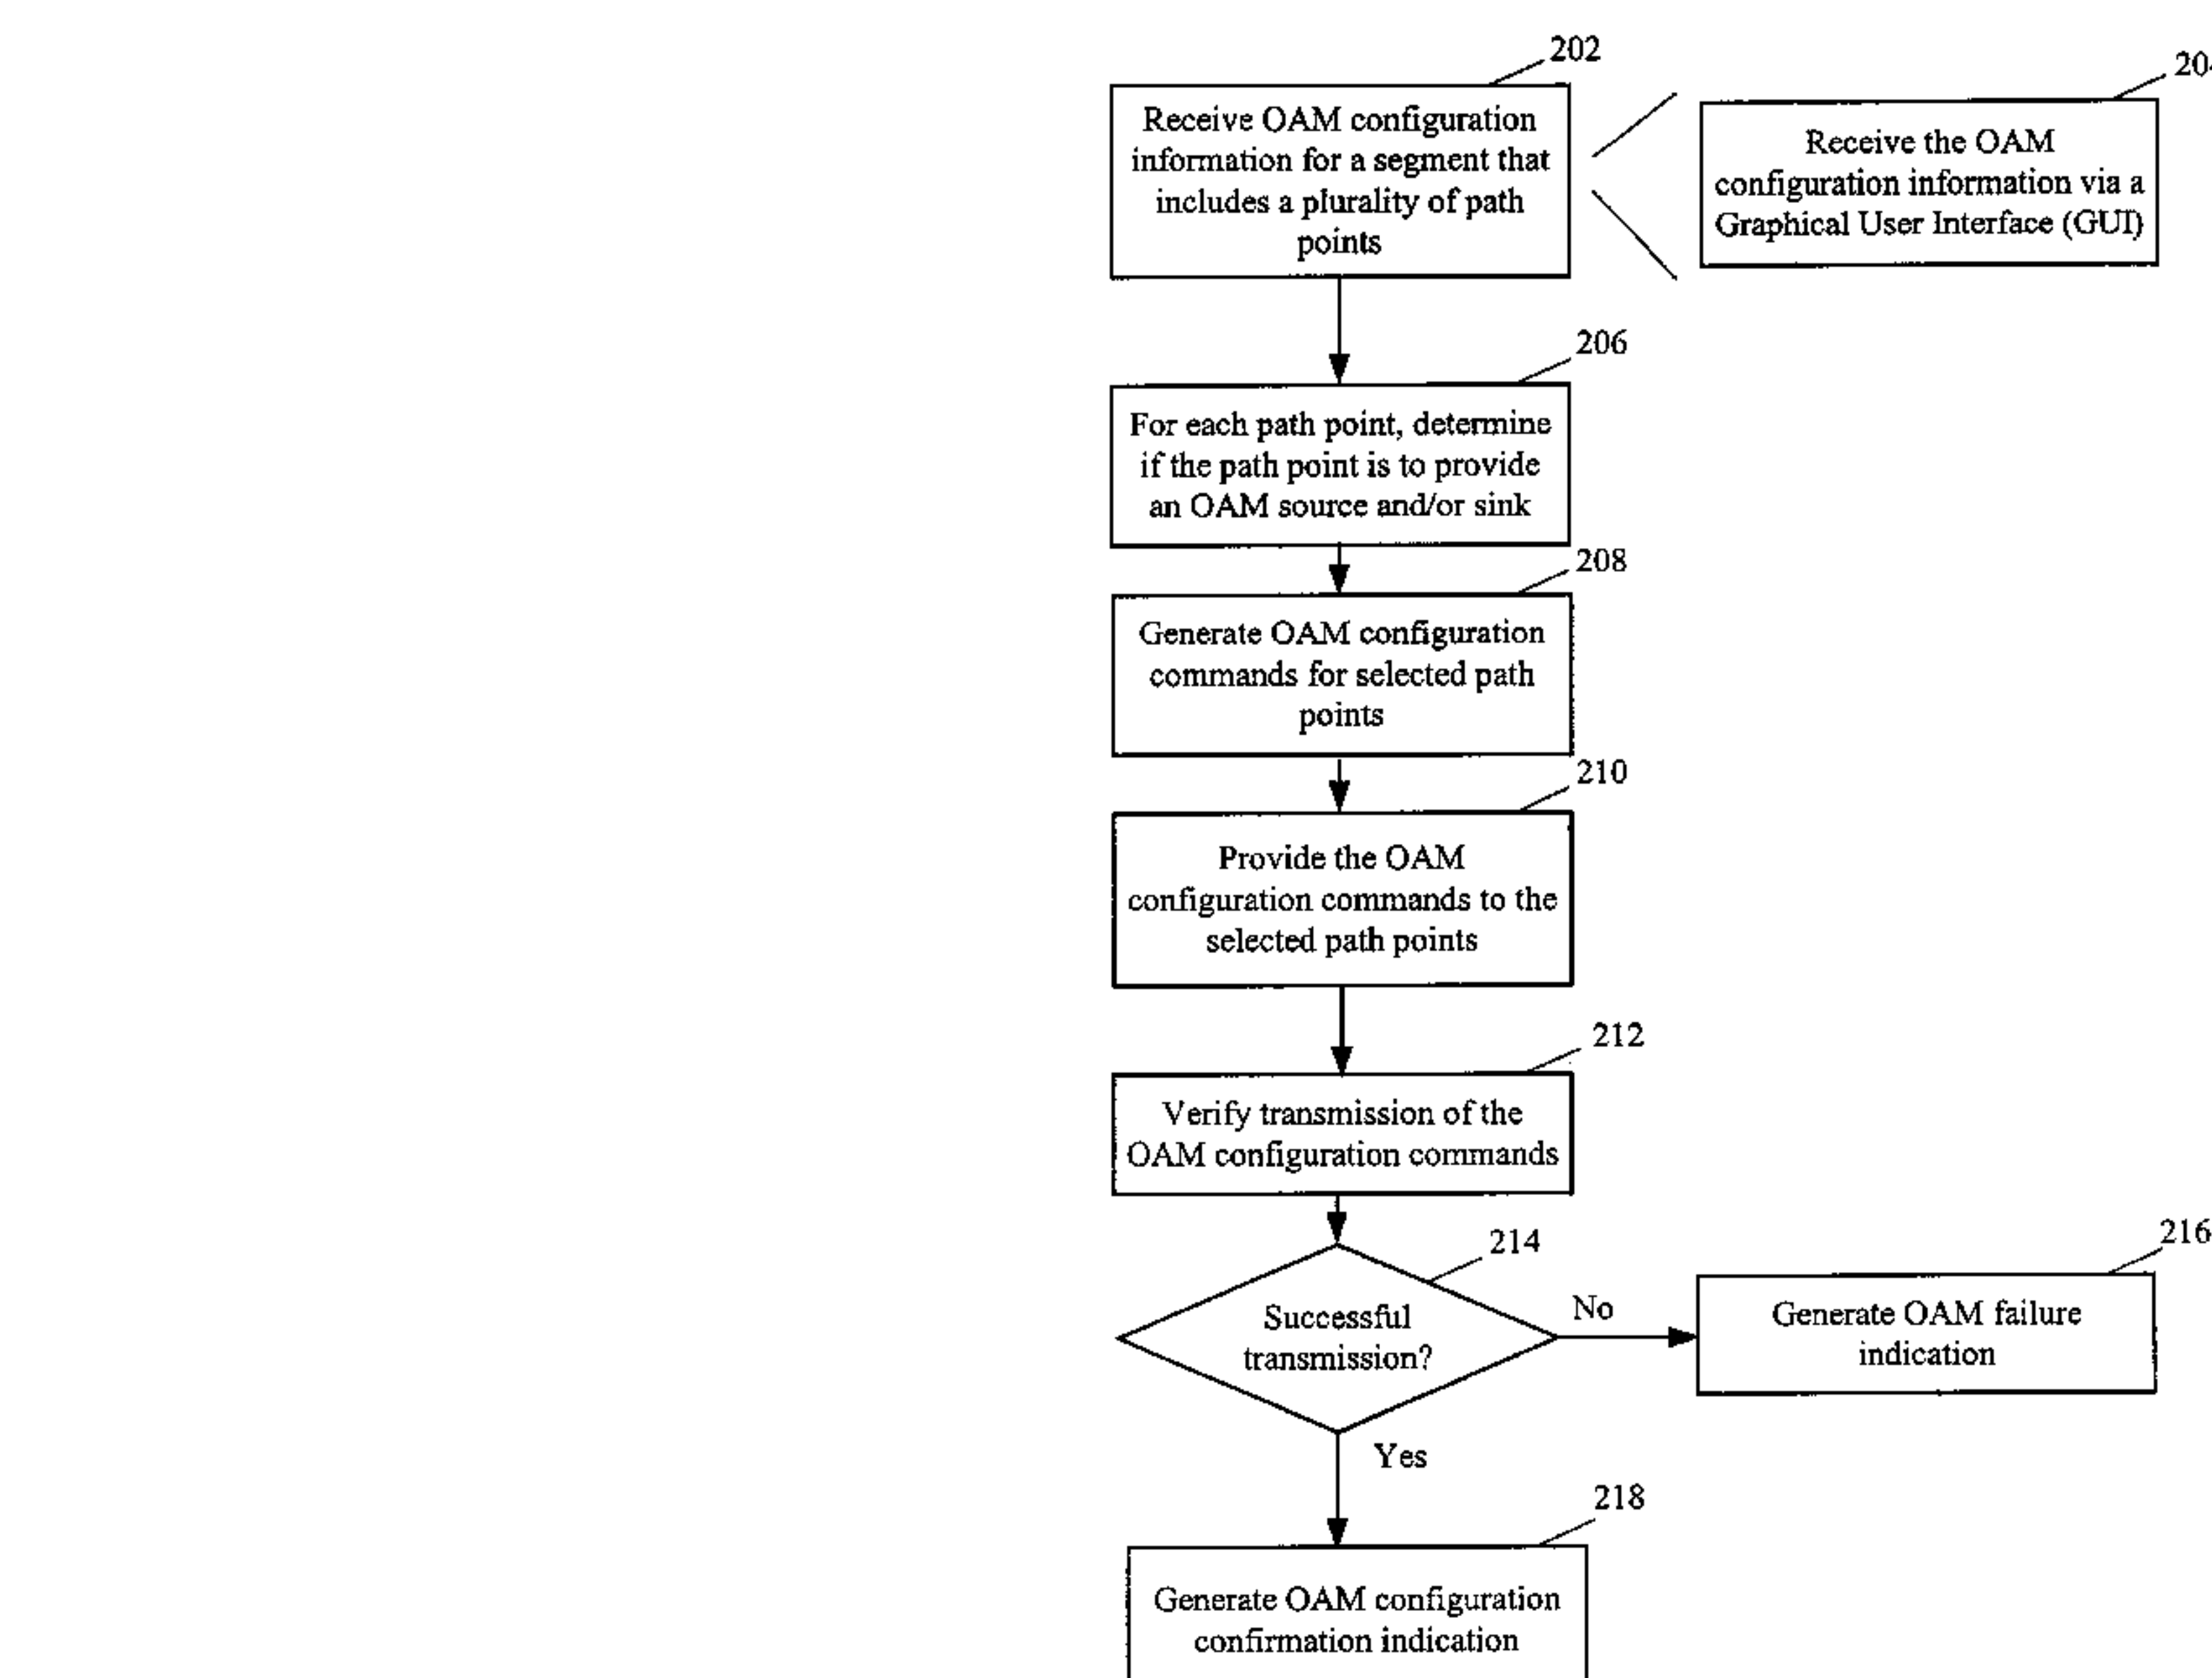 202
Receive OAM configuration
information for a segment that
includes a plurality of path
points
Receive the OAM
configuration information via a
Graphical User Interface (GUI)
206
For each path point, determine
if the path point is to provide
an OAM source and/or sink
208
Generate OAM configuration
commands for selected path
points
210
Provide the OAM
configuration commands to the
selected path points
212
Verify transmission of the
OAM configuration commands
214
Successful
transmission?
No
216
Generate OAM failure
indication
Yes
218
Generate OAM configuration
confirmation indication